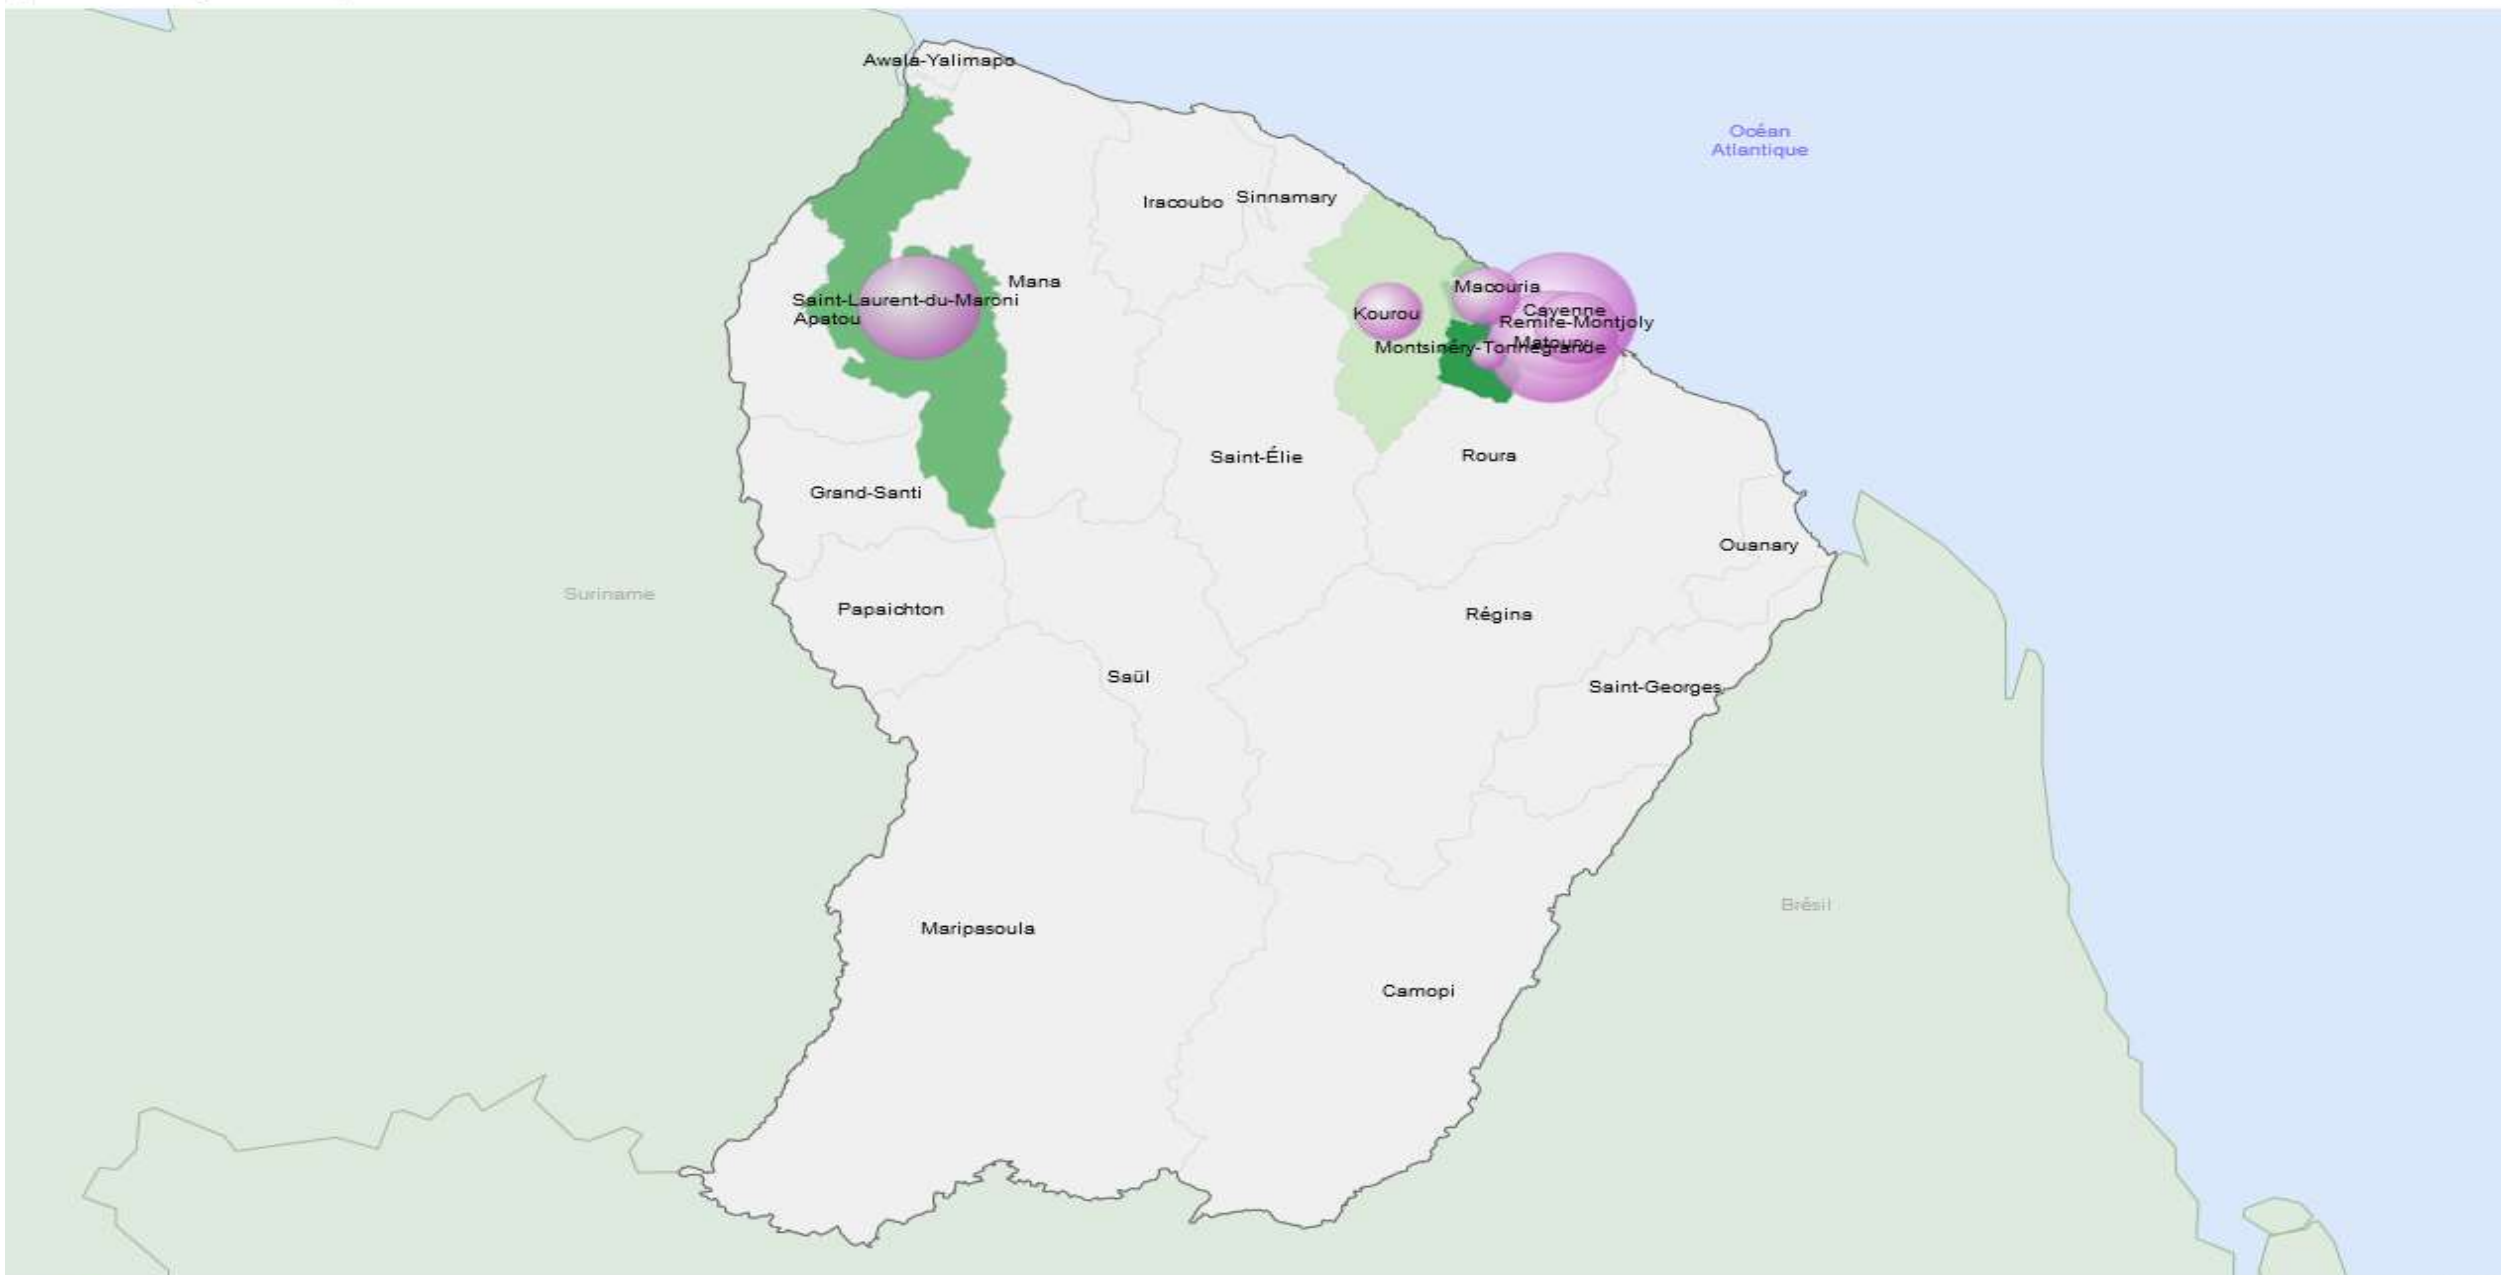 Awala-Yalimapo
Océan
Atlantique
Iracoubo
Sinnamary
Mana
Macouria
Saint-Laurent-du-Maroni
Apatou
Kourou
Cayenne
Remire-Montjoly
Matoury
Montsinéry-Tonnegrande
Saint-Élie
Roura
Grand-Santi
Ouanary
Suriname
Papaichton
Régina
Saül
Saint-Georges
Brésil
Maripasoula
Camopi